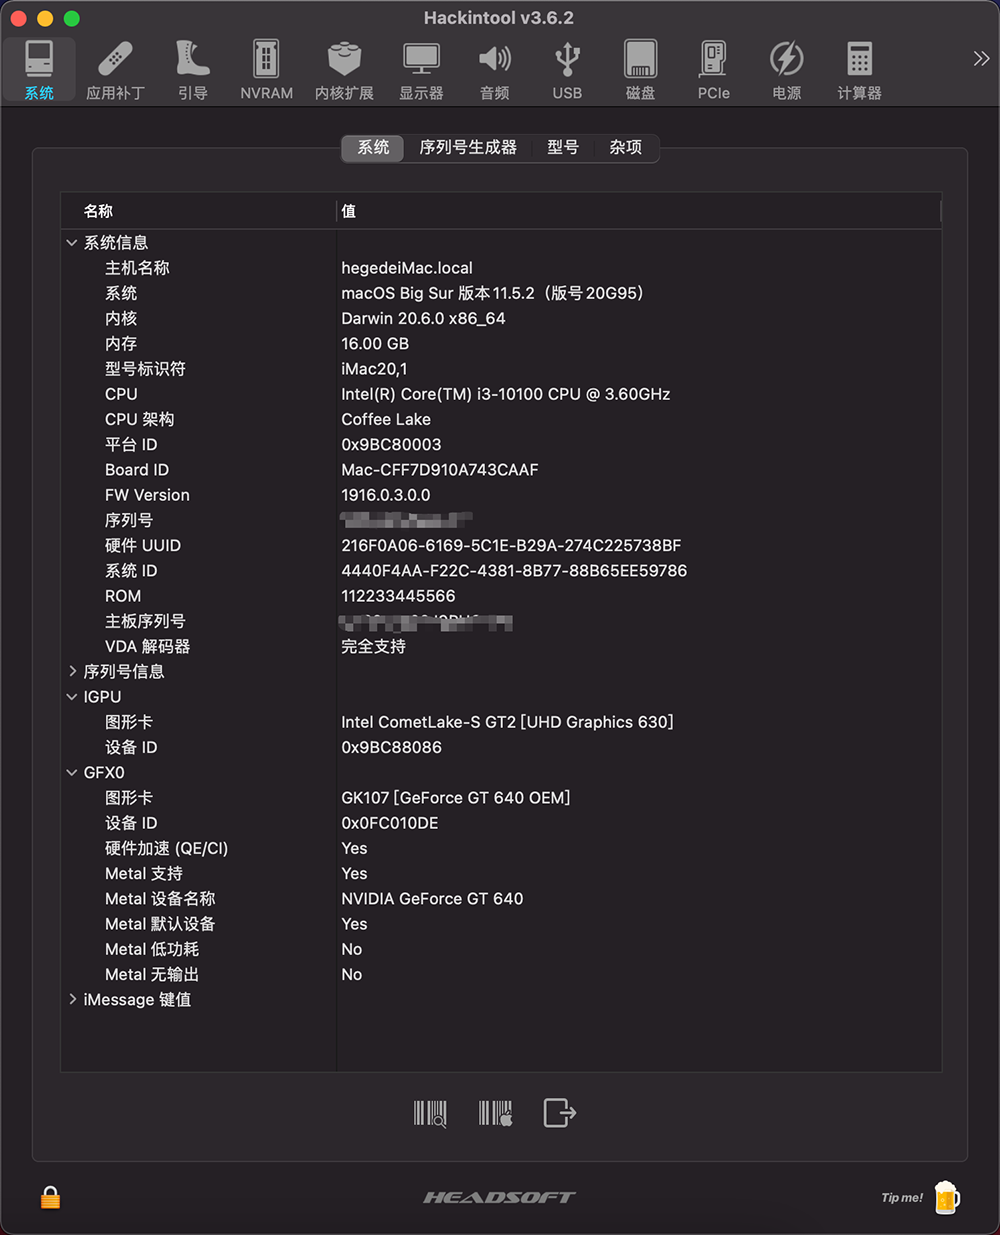 Hackintool v3.6.2
系统 应用补丁 引导 NVRAM 内核扩展 显示器 音频 USB 磁盘 PCIe 电源 计算器
系统 序列号生成器 型号 杂项
名称 值
系统信息
主机名称 hegedeiMac.local
系统 macOS Big Sur 版本11.5.2（版号20G95）
内核 Darwin 20.6.0 x86_64
内存 16.00 GB
型号标识符 iMac20,1
CPU Intel(R) Core(TM) i3-10100 CPU @ 3.60GHz
CPU 架构 Coffee Lake
平台 ID 0x9BC80003
Board ID Mac-CFF7D910A743CAAF
FW Version 1916.0.3.0.0
序列号
硬件 UUID 216F0A06-6169-5C1E-B29A-274C225738BF
系统 ID 4440F4AA-F22C-4381-8B77-88B65EE59786
ROM 112233445566
主板序列号
VDA 解码器 完全支持
序列号信息
IGPU
图形卡 Intel CometLake-S GT2 [UHD Graphics 630]
设备 ID 0x9BC88086
GFX0
图形卡 GK107 [GeForce GT 640 OEM]
设备 ID 0x0FC010DE
硬件加速 (QE/CI) Yes
Metal 支持 Yes
Metal 设备名称 NVIDIA GeForce GT 640
Metal 默认设备 Yes
Metal 低功耗 No
Metal 无输出 No
iMessage 键值
HEADSOFT
Tip me!